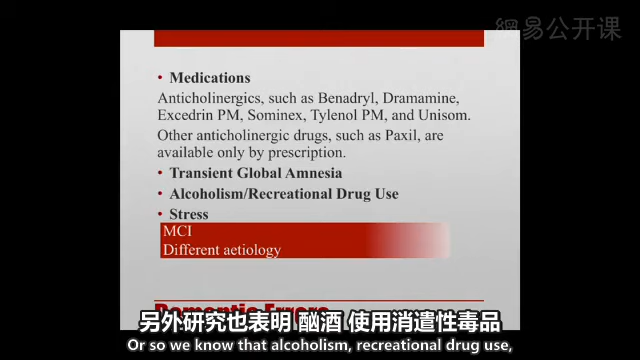 網易公开课
• Medications
Anticholinergics, such as Benadryl, Dramamine,
Excedrin PM, Sominex, Tylenol PM, and Unisom.
Other anticholinergic drugs, such as Paxil, are
available only by prescription.
• Transient Global Amnesia
• Alcoholism/Recreational Drug Use
• Stress
MCI
Different aetiology
另外研究也表明 酗酒 使用消遣性毒品
Or so we know that alcoholism, recreational drug use,